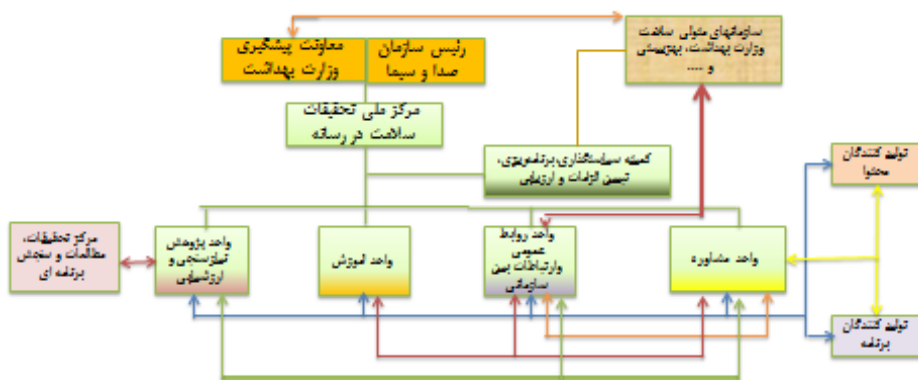 سازمانهای متولی سلامت
وزارت بهداشت، بهزیستی
و ....
معاونت پیشگیری
وزارت بهداشت
رئیس سازمان
صدا و سیما
مرکز ملی تحقیقات
سلامت در رسانه
کمیته سیاستگذاری، برنامه‌ریزی،
تبیین الزامات و ارزیابی
تولید کنندگان
محتوا
مرکز تحقیقات،
مطالعات و سنجش
برنامه ای
واحد پژوهش
نیازسنجی و
ارزشیابی
واحد آموزش
واحد روابط
عمومی
وارتباطات بین
سازمانی
واحد مشاوره
تولید کنندگان
برنامه